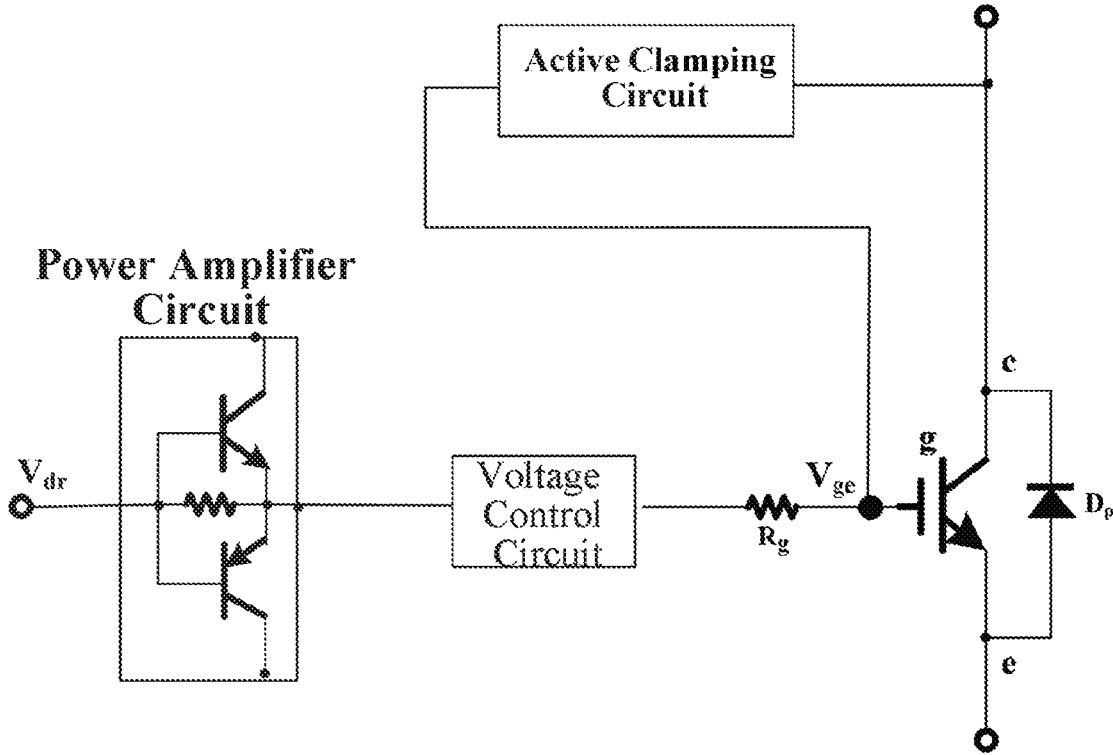 Active Clamping
Circuit
Power Amplifier
Circuit
c
g
V_dr
Voltage
Control
Circuit
V_ge
R_g
D_p
e